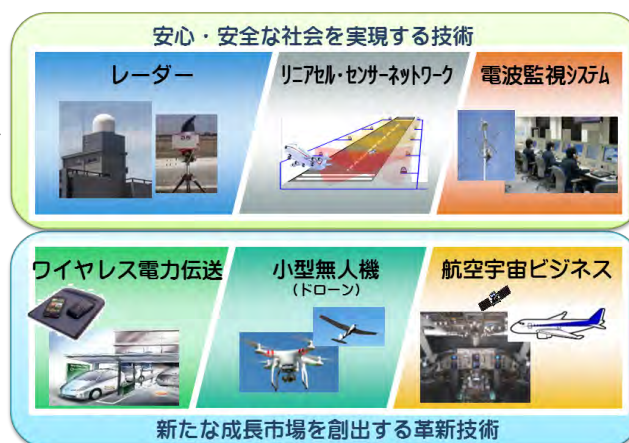 安心・安全な社会を実現する技術
レーダー
リニアセル・センサーネットワーク
電波監視システム
ワイヤレス電力伝送
小型無人機
(ドローン)
航空宇宙ビジネス
新たな成長市場を創出する革新技術